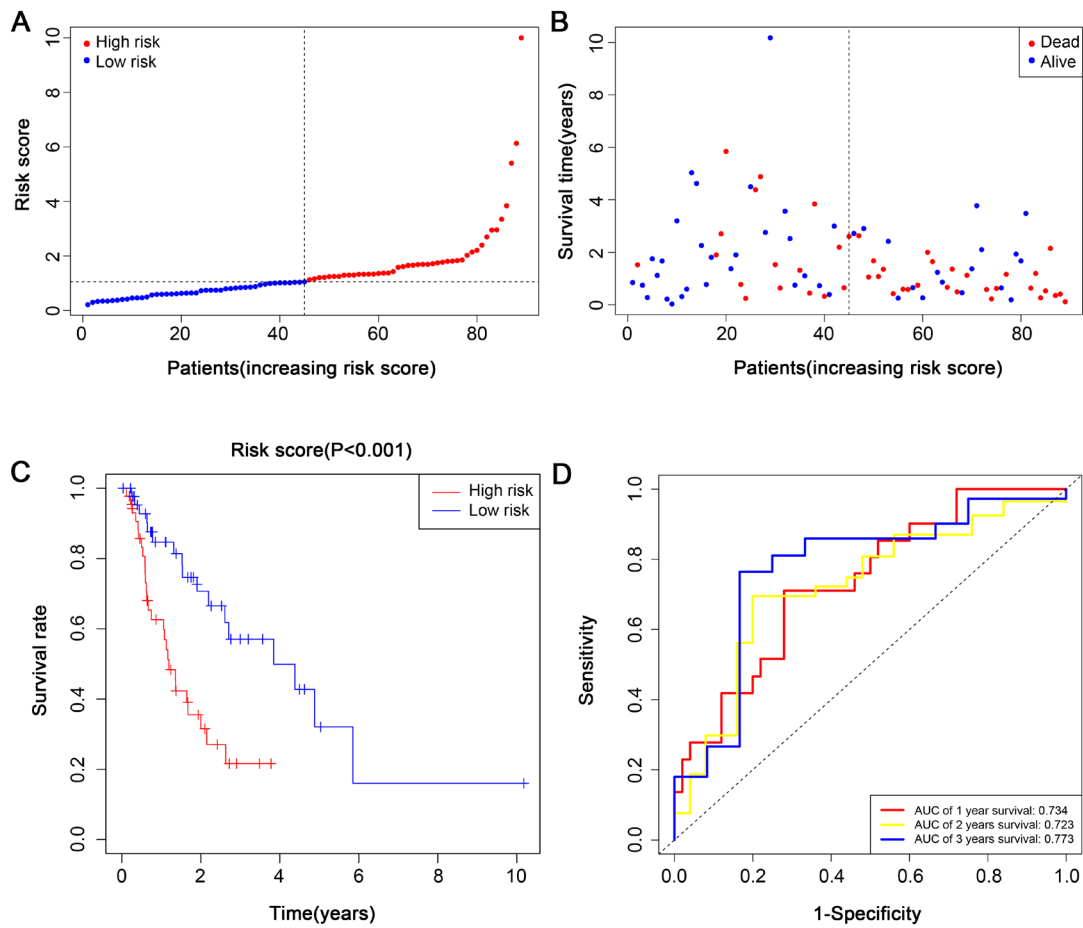 A
High risk
Low risk
Risk score
0 2 4 6 8 10
0 20 40 60 80
Patients(increasing risk score)
B
Dead
Alive
Survival time(years)
0 2 4 6 8 10
0 20 40 60 80
Patients(increasing risk score)
C
Risk score(P<0.001)
High risk
Low risk
Survival rate
0.0 0.2 0.4 0.6 0.8 1.0
0 2 4 6 8 10
Time(years)
D
Sensitivity
0.0 0.2 0.4 0.6 0.8 1.0
AUC of 1 year survival: 0.734
AUC of 2 years survival: 0.723
AUC of 3 years survival: 0.773
0.0 0.2 0.4 0.6 0.8 1.0
1-Specificity